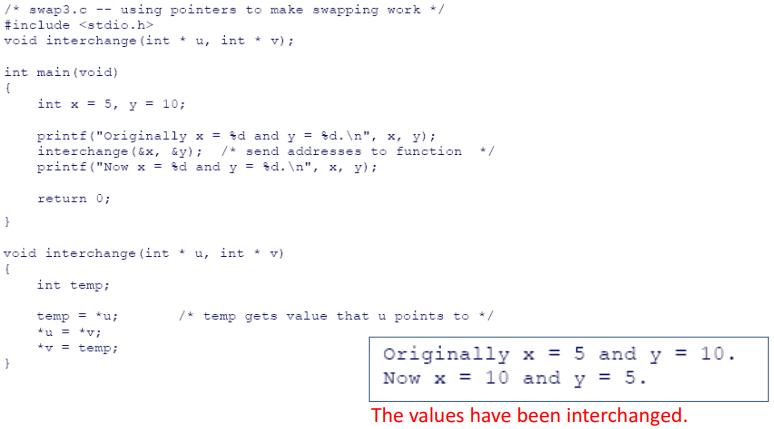 /* swap3.c -- using pointers to make swapping work */
#include <stdio.h>
void interchange(int * u, int * v);
int main(void)
{
int x = 5, y = 10;
printf("Originally x = %d and y = %d.\n", x, y);
interchange(&x, &y); /* send addresses to function */
printf("Now x = %d and y = %d.\n", x, y);
return 0;
}
void interchange(int * u, int * v)
{
int temp;
temp = *u; /* temp gets value that u points to */
*u = *v;
*v = temp;
}
Originally x = 5 and y = 10.
Now x = 10 and y = 5.
The values have been interchanged.